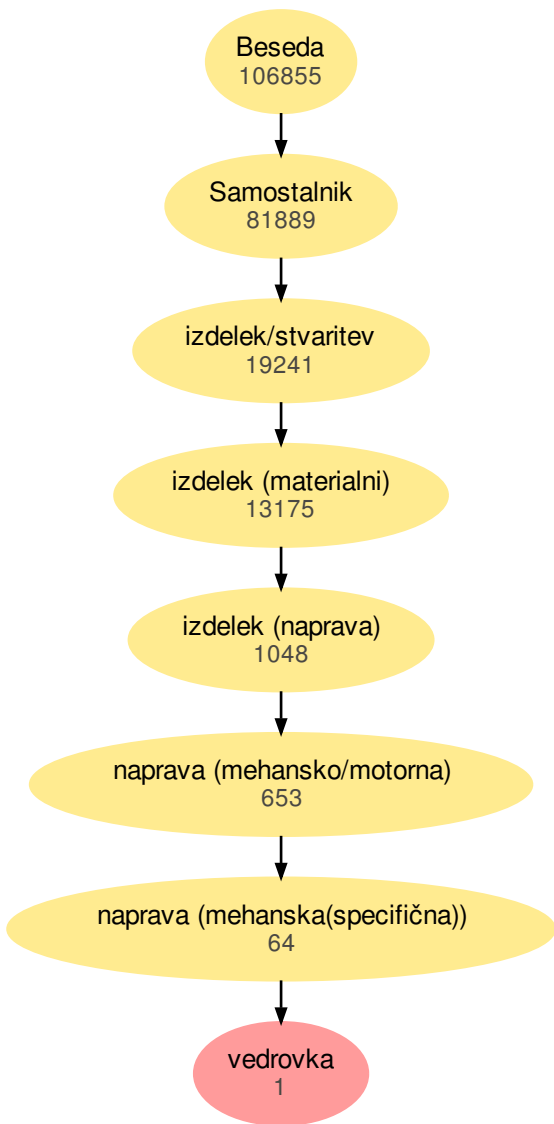 Beseda
106855
Samostalnik
81889
izdelek/stvaritev
19241
izdelek (materialni)
13175
izdelek (naprava)
1048
naprava (mehansko/motorna)
653
naprava (mehanska(specifična))
64
vedrovka
1